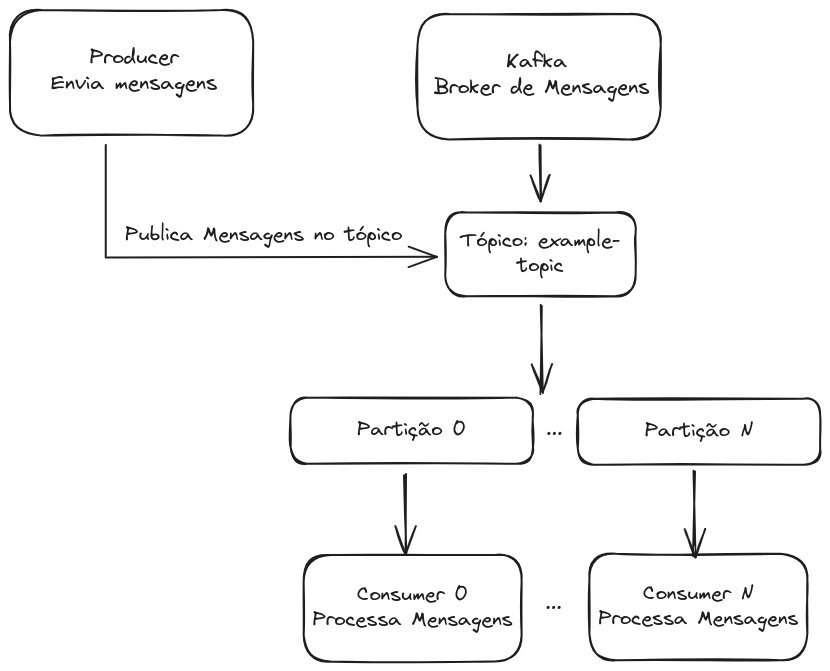 Producer
Envia mensagens
Kafka
Broker de Mensagens
Publica Mensagens no tópico
Tópico: example-
topic
Partição 0
...
Partição N
Consumer 0
Processa Mensagens
...
Consumer N
Processa Mensagens